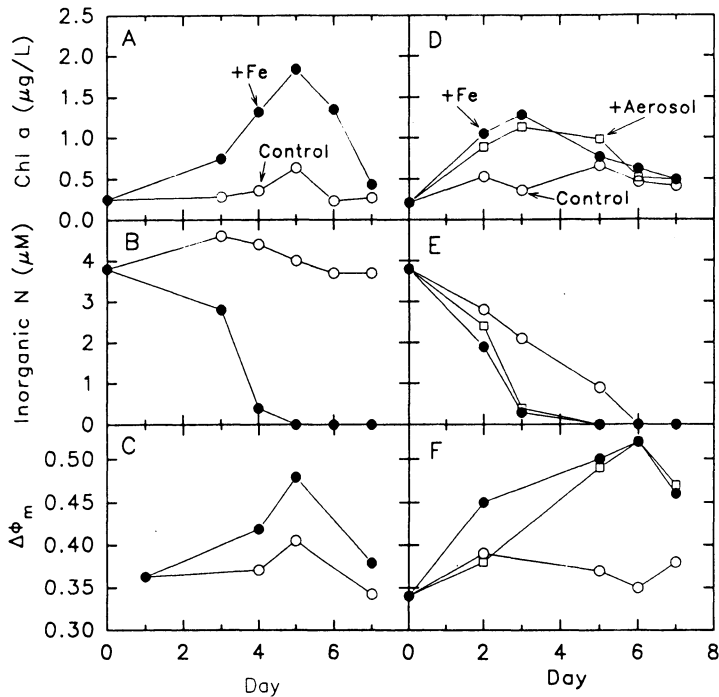 A
D
2.5
2.0
1.5
1.0
0.5
0.0
Chl a (μg/L)
+Fe
Control
+Fe
+Aerosol
Control
B
E
4
3
2
1
0
Inorganic N (μM)
C
F
0.50
0.45
0.40
0.35
0.30
ΔΦm
0 2 4 6 0 2 4 6 8
Day
Day